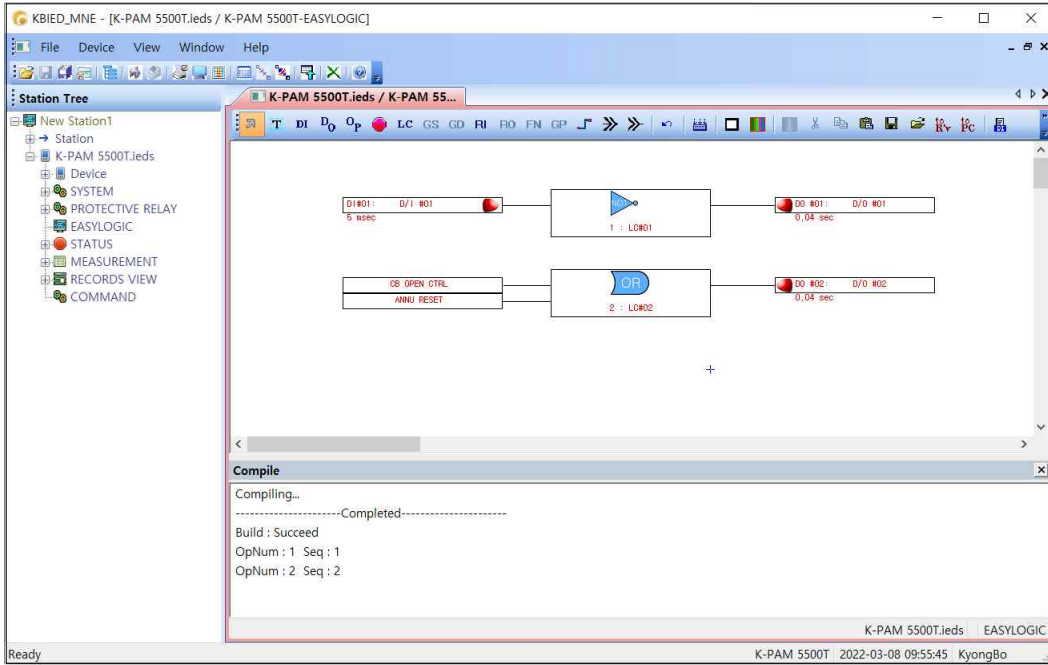 KBIED_MNE - [K-PAM 5500T.ieds / K-PAM 5500T-EASYLOGIC]
File Device View Window Help
Station Tree
K-PAM 5500T.ieds / K-PAM 55...
New Station1
Station
K-PAM 5500T.ieds
Device
SYSTEM
PROTECTIVE RELAY
EASYLOGIC
STATUS
MEASUREMENT
RECORDS VIEW
COMMAND
T DI DO OP LC GS GD RI RO FN GP
DI#01: D/I #01
5 msec
1 : LC#01
DO #01: D/O #01
0,04 sec
CB OPEN CTRL
ANNU RESET
OR
2 : LC#02
DO #02: D/O #02
0,04 sec
Compile
Compiling...
----------------------Completed----------------------
Build : Succeed
OpNum : 1 Seq : 1
OpNum : 2 Seq : 2
K-PAM 5500T.ieds EASYLOGIC
Ready
K-PAM 5500T 2022-03-08 09:55:45 KyongBo